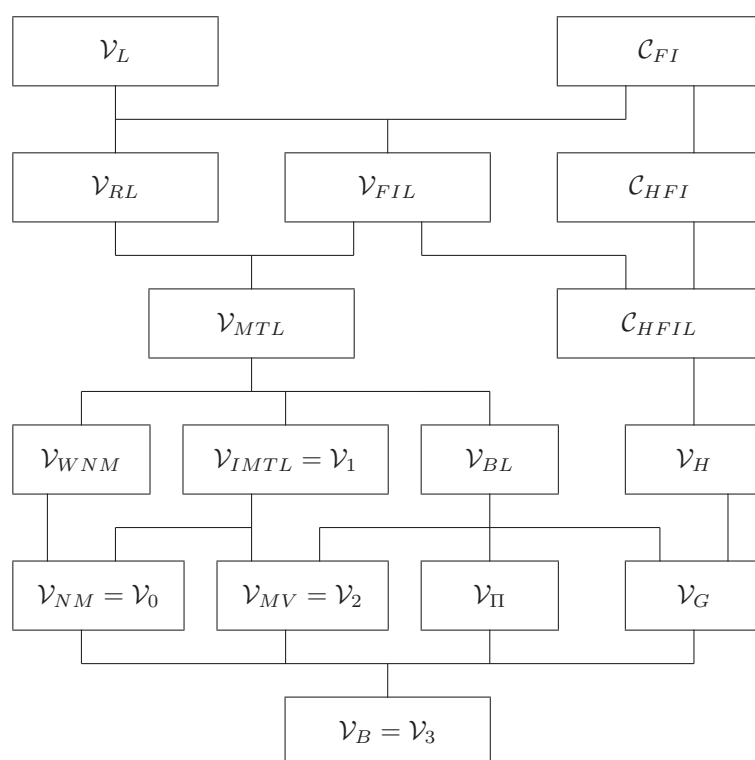 𝒱_L 𝒞_FI
𝒱_RL 𝒱_FIL 𝒞_HFI
𝒱_MTL 𝒞_HFIL
𝒱_WNM 𝒱_IMTL = 𝒱_1 𝒱_BL 𝒱_H
𝒱_NM = 𝒱_0 𝒱_MV = 𝒱_2 𝒱_Π 𝒱_G
𝒱_B = 𝒱_3